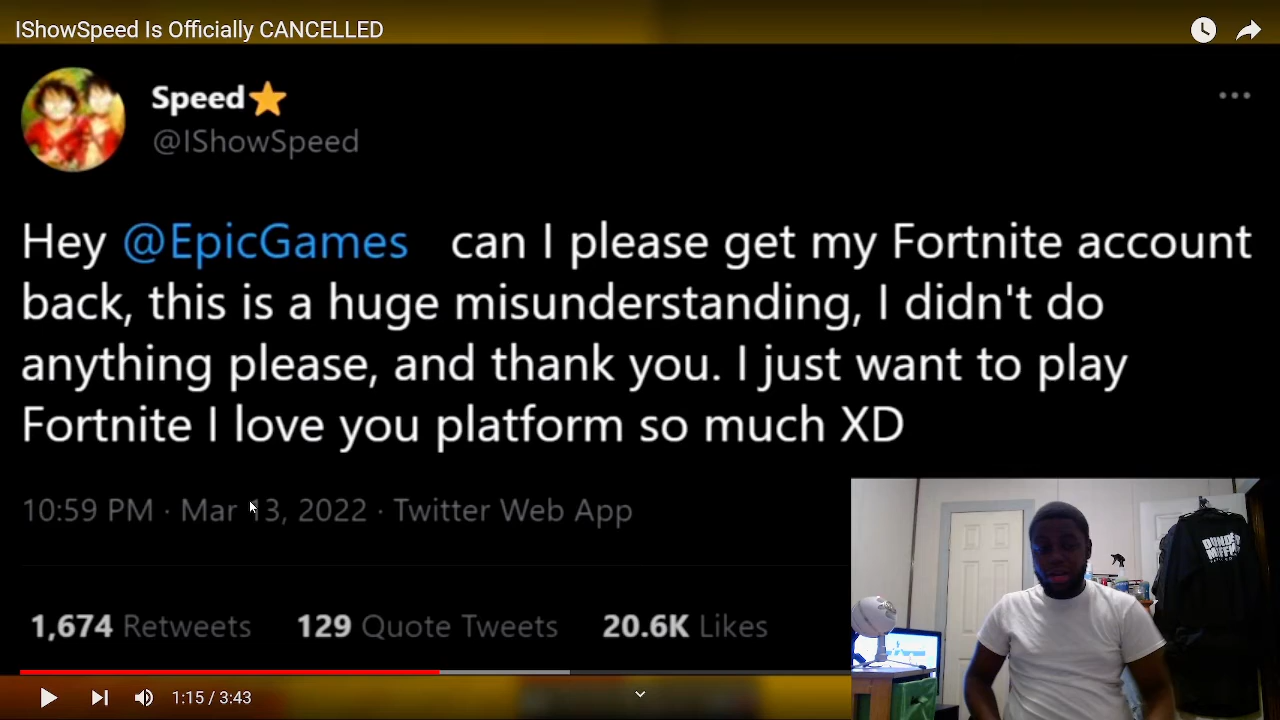 IShowSpeed Is Officially CANCELLED
Speed
@IShowSpeed
Hey @EpicGames can I please get my Fortnite account
back, this is a huge misunderstanding, I didn't do
anything please, and thank you. I just want to play
Fortnite I love you platform so much XD
10:59 PM · Mar 13, 2022 · Twitter Web App
1,674 Retweets 129 Quote Tweets 20.6K Likes
1:15 / 3:43
DUNDER
MIFFLIN